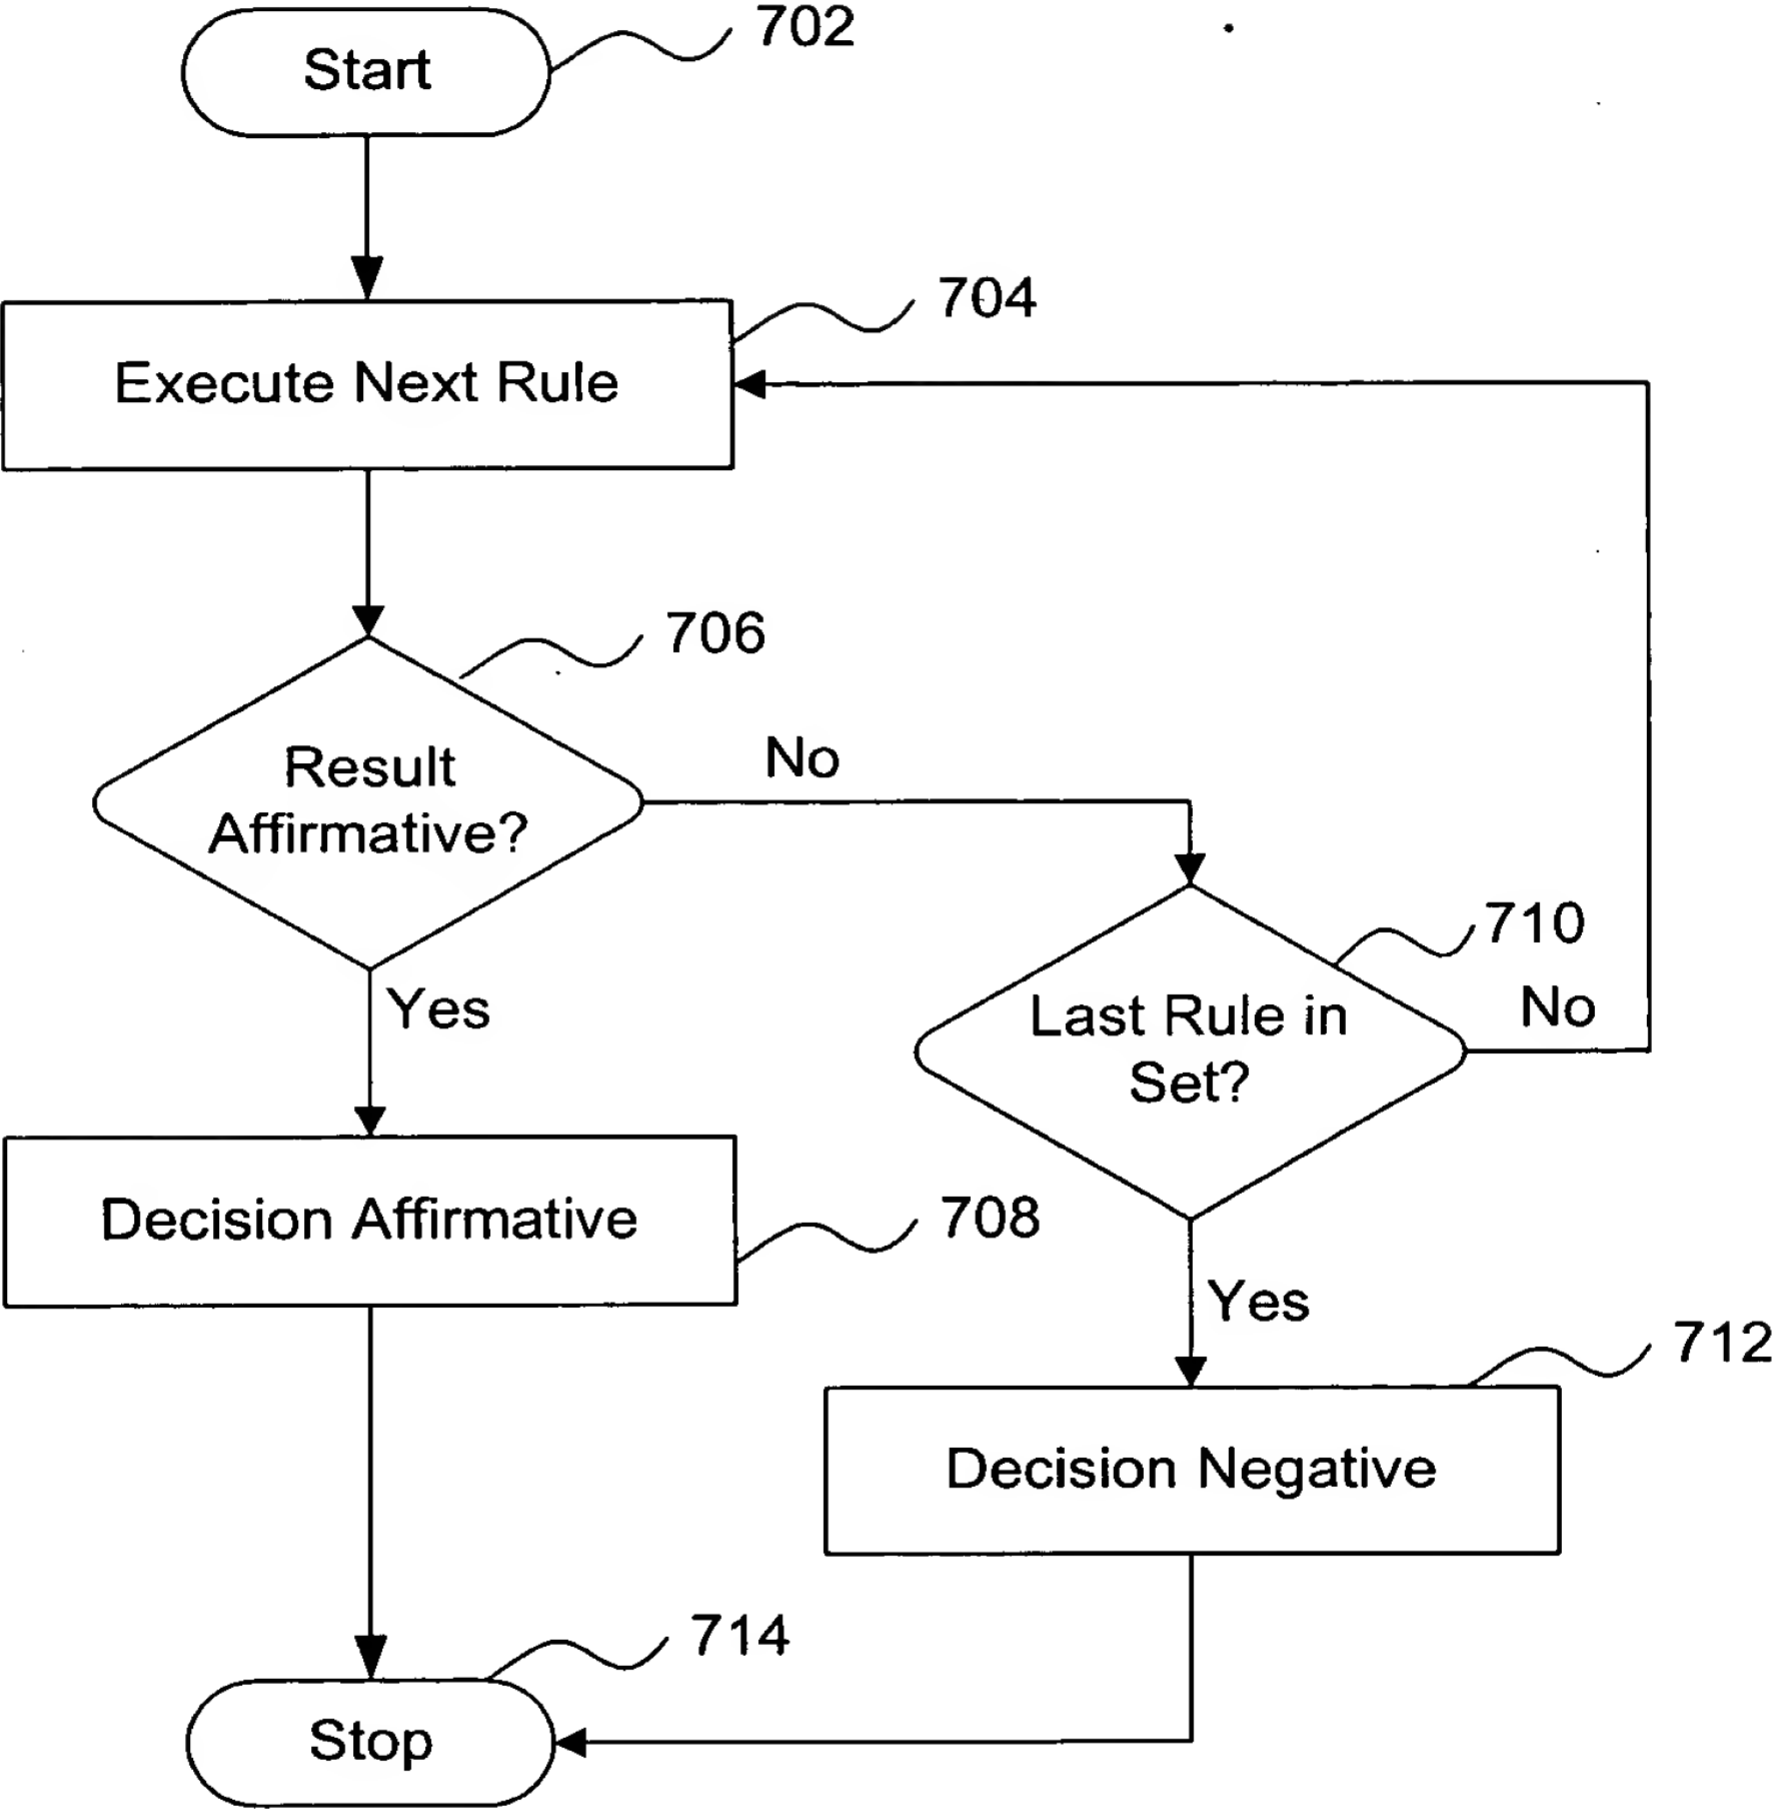 Start
702
704
Execute Next Rule
706
Result
Affirmative?
No
710
Last Rule in
Set?
No
Yes
Decision Affirmative
708
Yes
712
Decision Negative
714
Stop